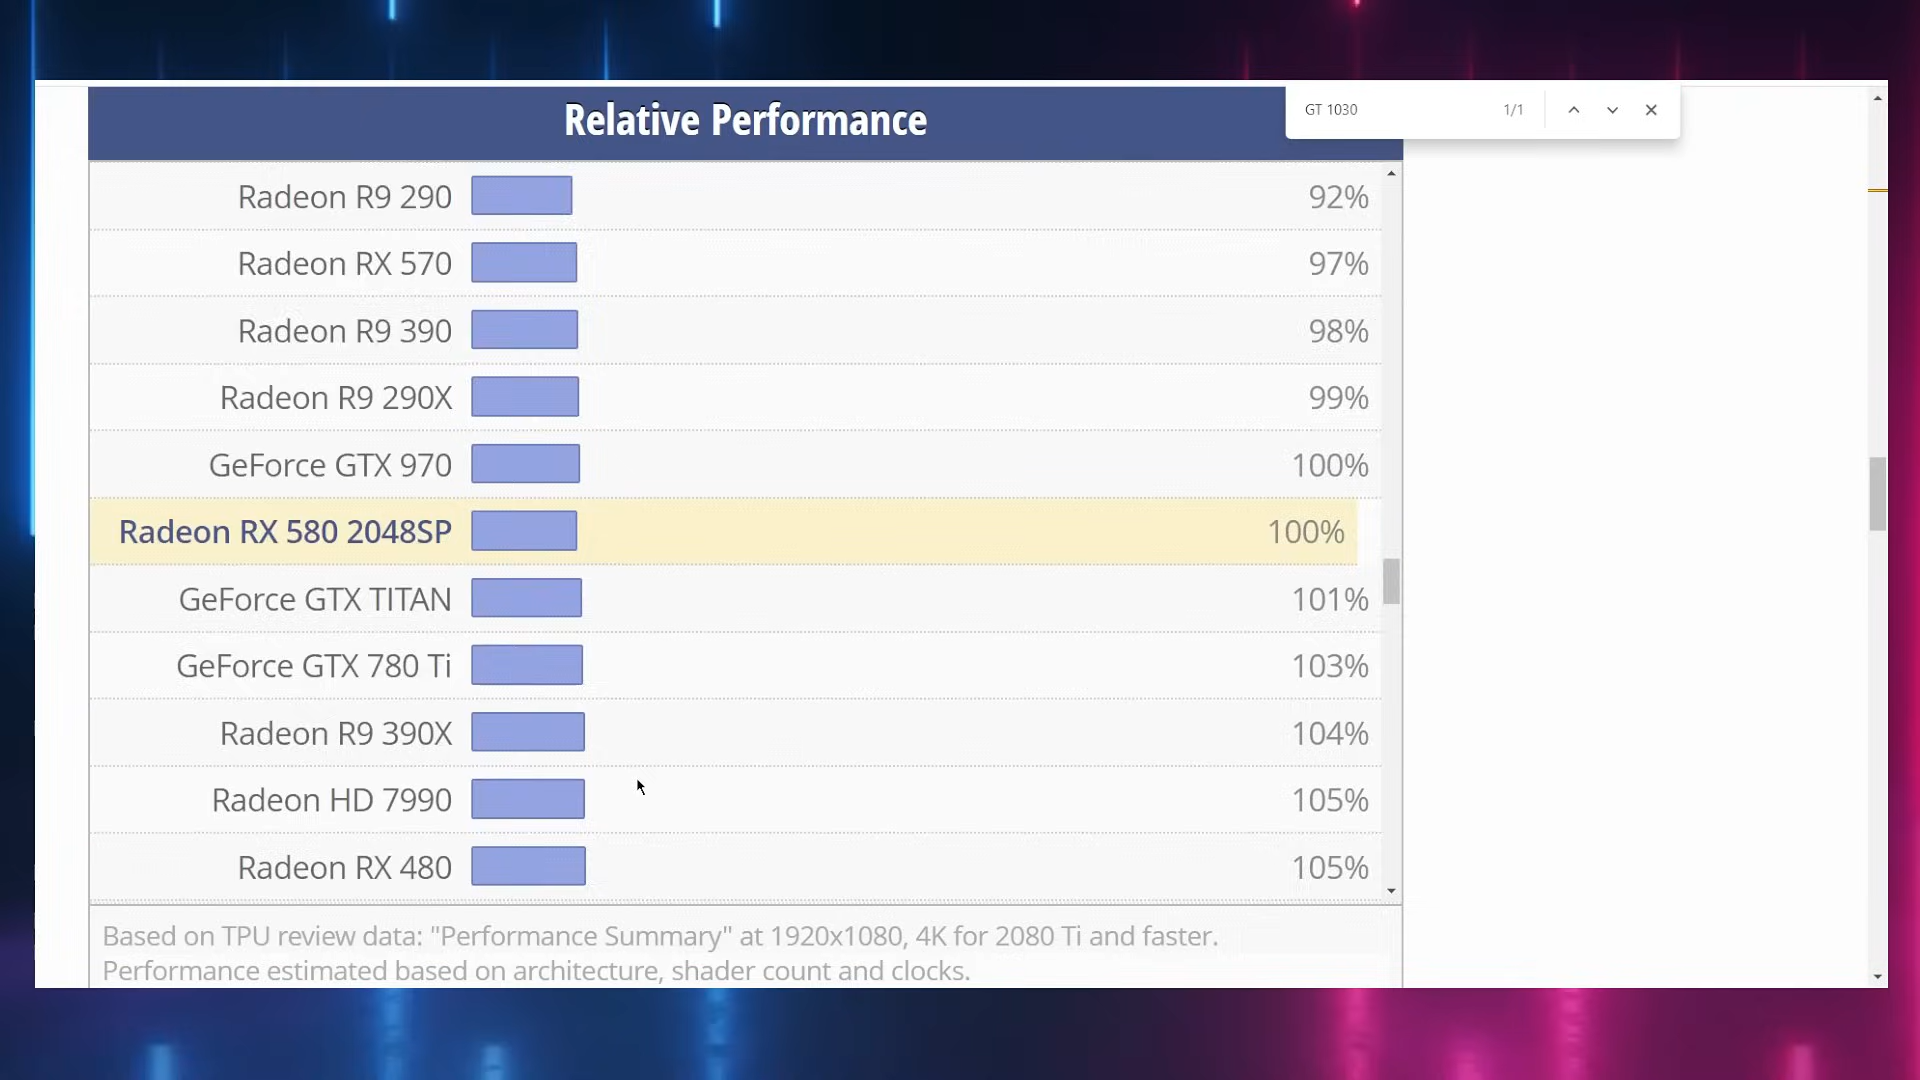 Relative Performance
GT 1030 1/1
Radeon R9 290 92%
Radeon RX 570 97%
Radeon R9 390 98%
Radeon R9 290X 99%
GeForce GTX 970 100%
Radeon RX 580 2048SP 100%
GeForce GTX TITAN 101%
GeForce GTX 780 Ti 103%
Radeon R9 390X 104%
Radeon HD 7990 105%
Radeon RX 480 105%
Based on TPU review data: "Performance Summary" at 1920x1080, 4K for 2080 Ti and faster.
Performance estimated based on architecture, shader count and clocks.